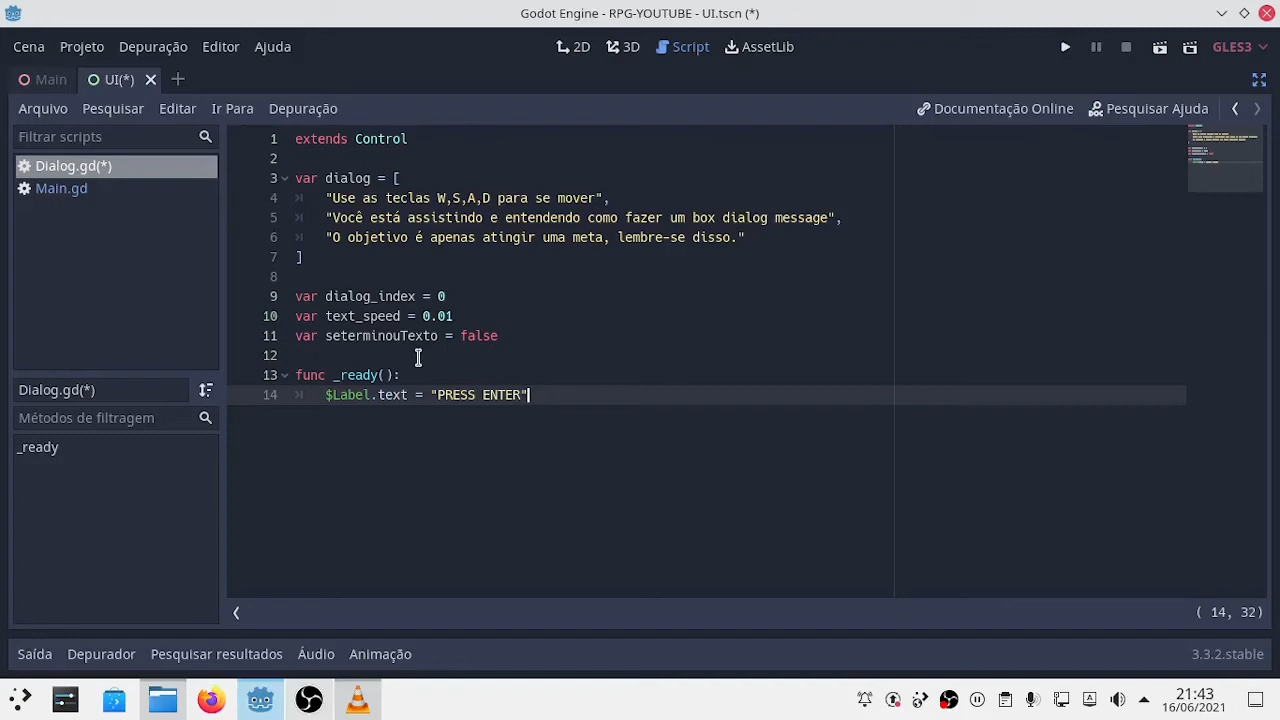 Godot Engine - RPG-YOUTUBE - UI.tscn (*)
Cena Projeto Depuração Editor Ajuda 2D 3D Script AssetLib GLES3
Main UI(*)
Arquivo Pesquisar Editar Ir Para Depuração Documentação Online Pesquisar Ajuda
Filtrar scripts
Dialog.gd(*)
Main.gd
Dialog.gd(*)
Métodos de filtragem
_ready
1 extends Control
2
3 var dialog = [
4 "Use as teclas W,S,A,D para se mover",
5 "Você está assistindo e entendendo como fazer um box dialog message",
6 "O objetivo é apenas atingir uma meta, lembre-se disso."
7 ]
8
9 var dialog_index = 0
10 var text_speed = 0.01
11 var seterminouTexto = false
12
13 func _ready():
14 $Label.text = "PRESS ENTER"
( 14, 32)
Saída Depurador Pesquisar resultados Áudio Animação 3.3.2.stable
21:43
16/06/2021